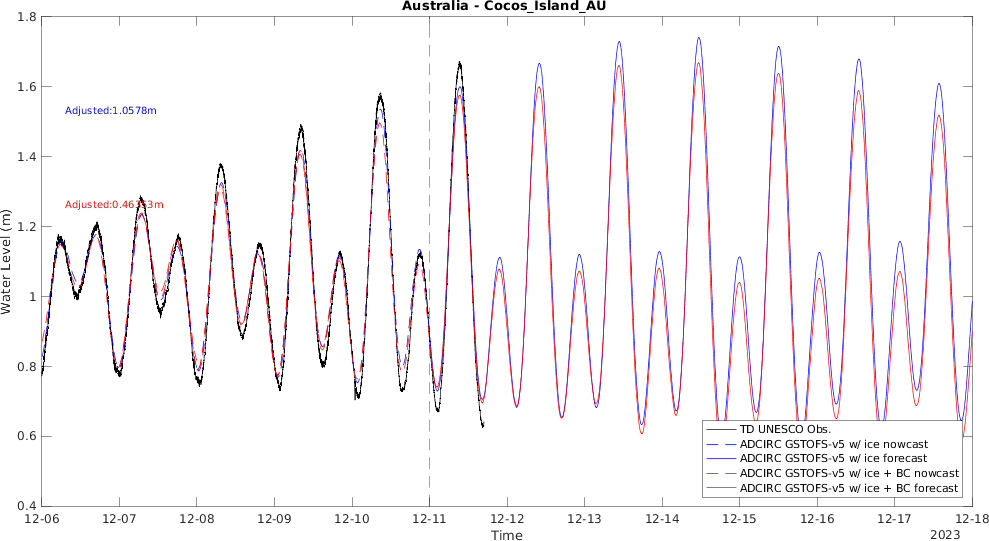 Australia - Cocos_Island_AU
1.8
1.6
1.4
1.2
1
0.8
0.6
0.4
Water Level (m)
Adjusted:1.0578m
TD UNESCO Obs.
ADCIRC GSTOFS-v5 w/ ice nowcast
ADCIRC GSTOFS-v5 w/ ice forecast
ADCIRC GSTOFS-v5 w/ ice + BC nowcast
ADCIRC GSTOFS-v5 w/ ice + BC forecast
12-06 12-07 12-08 12-09 12-10 12-11 12-12 12-13 12-14 12-15 12-16 12-17 12-18
Time
2023